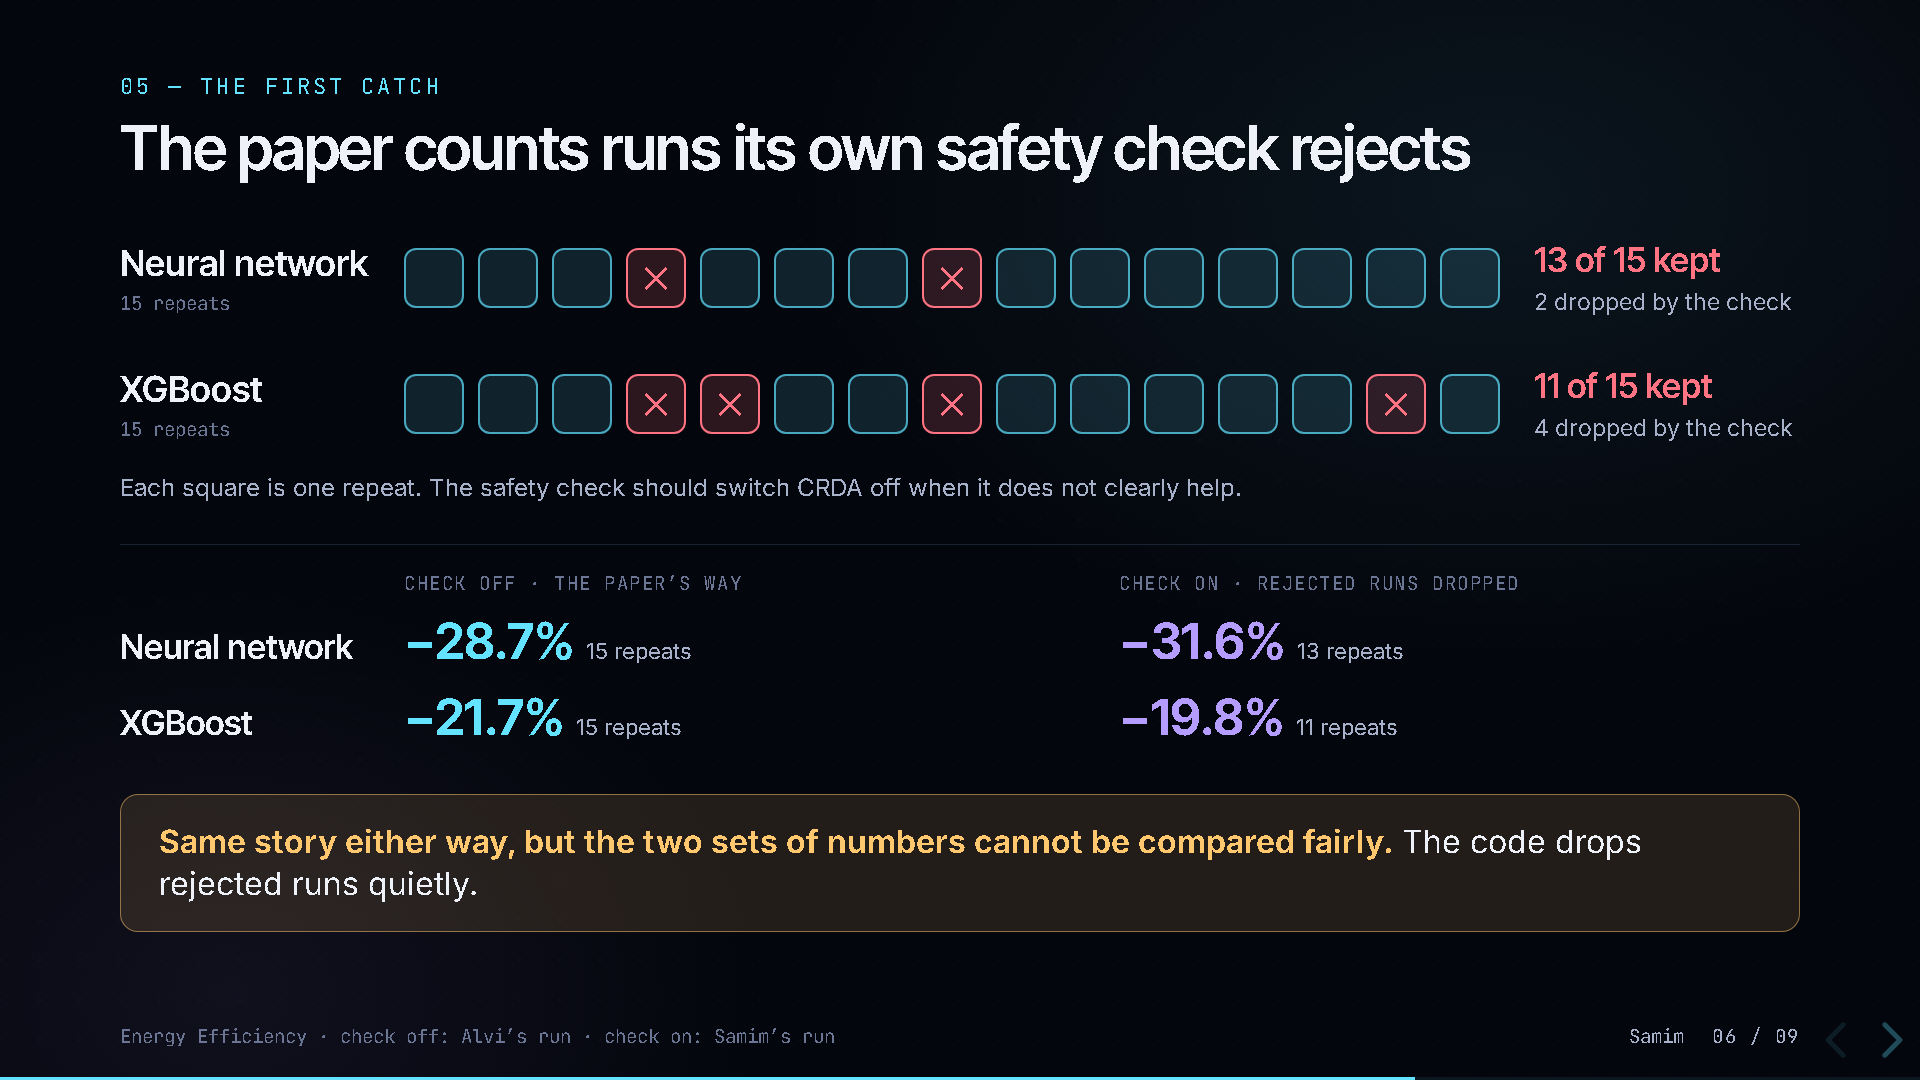 05 — THE FIRST CATCH
The paper counts runs its own safety check rejects
Neural network
15 repeats
13 of 15 kept
2 dropped by the check
XGBoost
15 repeats
11 of 15 kept
4 dropped by the check
Each square is one repeat. The safety check should switch CRDA off when it does not clearly help.
CHECK OFF · THE PAPER’S WAY
CHECK ON · REJECTED RUNS DROPPED
Neural network
−28.7% 15 repeats
−31.6% 13 repeats
XGBoost
−21.7% 15 repeats
−19.8% 11 repeats
Same story either way, but the two sets of numbers cannot be compared fairly. The code drops
rejected runs quietly.
Energy Efficiency · check off: Alvi’s run · check on: Samim’s run
Samim 06 / 09